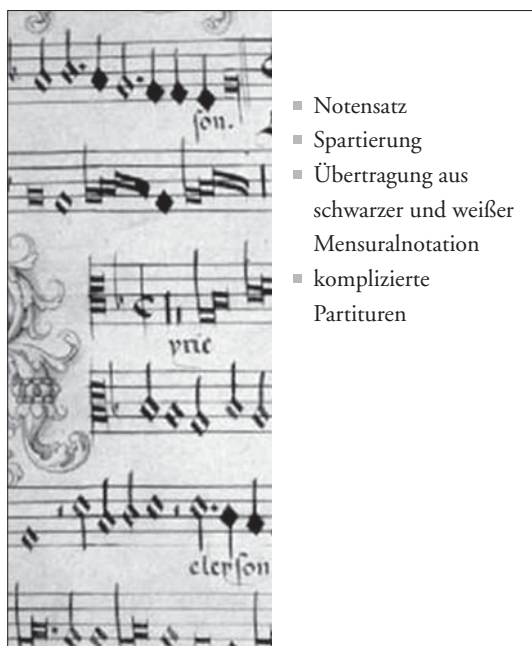 ſon.
yrie
eleyſon
Notensatz
Spartierung
Übertragung aus
schwarzer und weißer
Mensuralnotation
komplizierte
Partituren